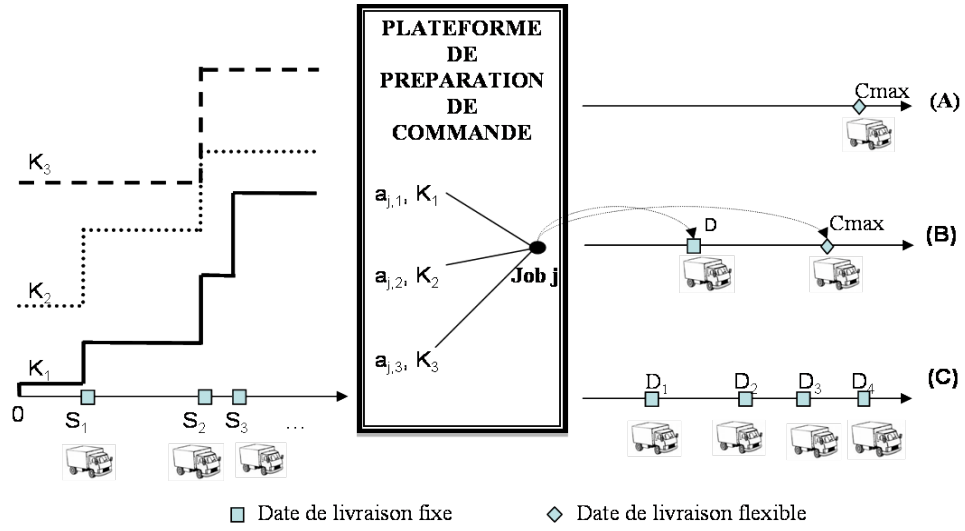 PLATEFORME
DE
PREPARATION
DE
COMMANDE
K3
K2
K1
0
S1
S2
S3
...
aj,1, K1
aj,2, K2
aj,3, K3
Job j
Cmax
(A)
D
Cmax
(B)
D1
D2
D3
D4
(C)
Date de livraison fixe
Date de livraison flexible